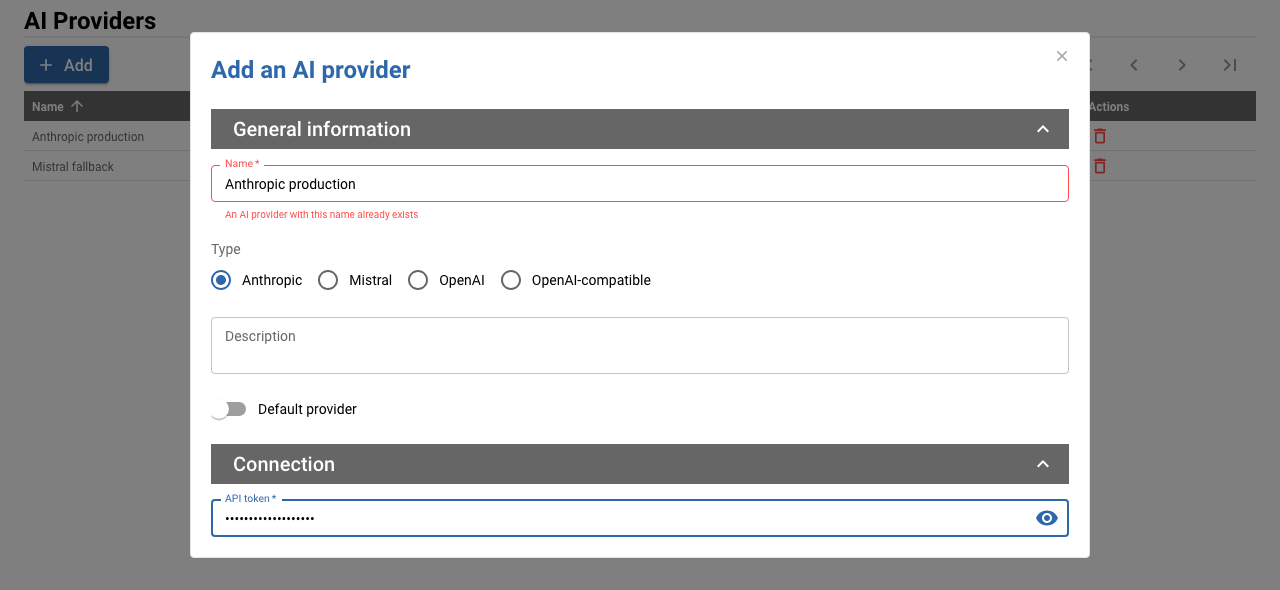 AI Providers
Add
Name
Actions
Anthropic production
Mistral fallback
Add an AI provider
General information
Name *
Anthropic production
An AI provider with this name already exists
Type
Anthropic Mistral OpenAI OpenAI-compatible
Description
Default provider
Connection
API token *
•••••••••••••••••••